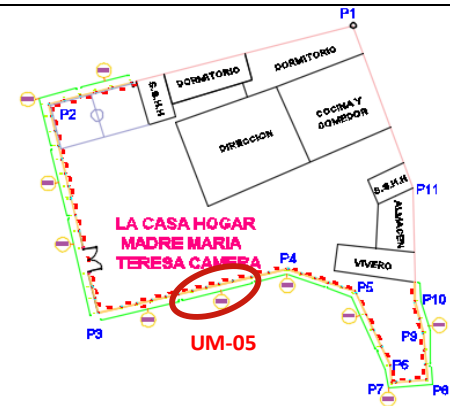 P1
DORMITORIO
DORMITORIO
S.S.H.H
P2
COCINA Y
COMEDOR
DIRECCION
S.S.H.H
P11
ALMACEN
LA CASA HOGAR
MADRE MARIA
TERESA CAMERA
P4
VIVERO
P5
P10
P3
UM-05
P9
P6
P7
P8